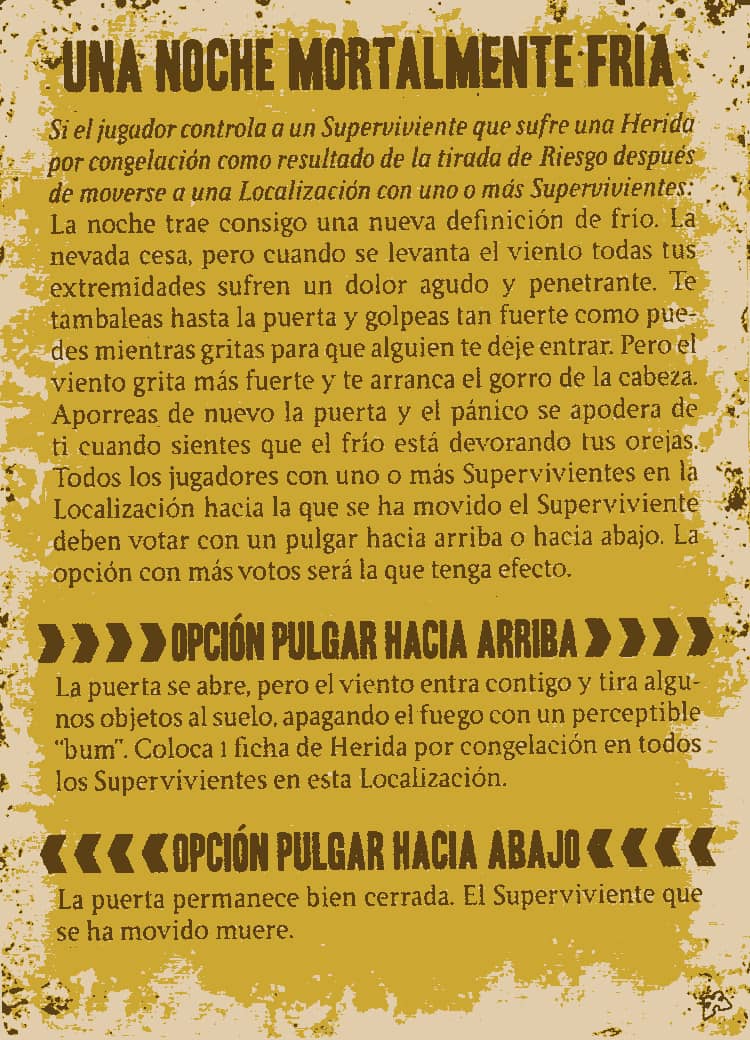 UNA NOCHE MORTALMENTE FRÍA
Si el jugador controla a un Superviviente que sufre una Herida
por congelación como resultado de la tirada de Riesgo después
de moverse a una Localización con uno o más Supervivientes:
La noche trae consigo una nueva definición de frío. La
nevada cesa, pero cuando se levanta el viento todas tus
extremidades sufren un dolor agudo y penetrante. Te
tambaleas hasta la puerta y golpeas tan fuerte como pue-
des mientras gritas para que alguien te deje entrar. Pero el
viento grita más fuerte y te arranca el gorro de la cabeza.
Aporreas de nuevo la puerta y el pánico se apodera de
ti cuando sientes que el frío está devorando tus orejas.
Todos los jugadores con uno o más Supervivientes en la
Localización hacia la que se ha movido el Superviviente
deben votar con un pulgar hacia arriba o hacia abajo. La
opción con más votos será la que tenga efecto.
OPCIÓN PULGAR HACIA ARRIBA
La puerta se abre, pero el viento entra contigo y tira algu-
nos objetos al suelo, apagando el fuego con un perceptible
“bum”. Coloca 1 ficha de Herida por congelación en todos
los Supervivientes en esta Localización.
OPCIÓN PULGAR HACIA ABAJO
La puerta permanece bien cerrada. El Superviviente que
se ha movido muere.